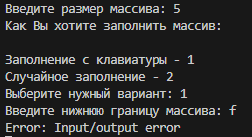 Введите размер массива: 5
Как Вы хотите заполнить массив:
Заполнение с клавиатуры - 1
Случайное заполнение - 2
Выберите нужный вариант: 1
Введите нижнюю границу массива: f
Error: Input/output error